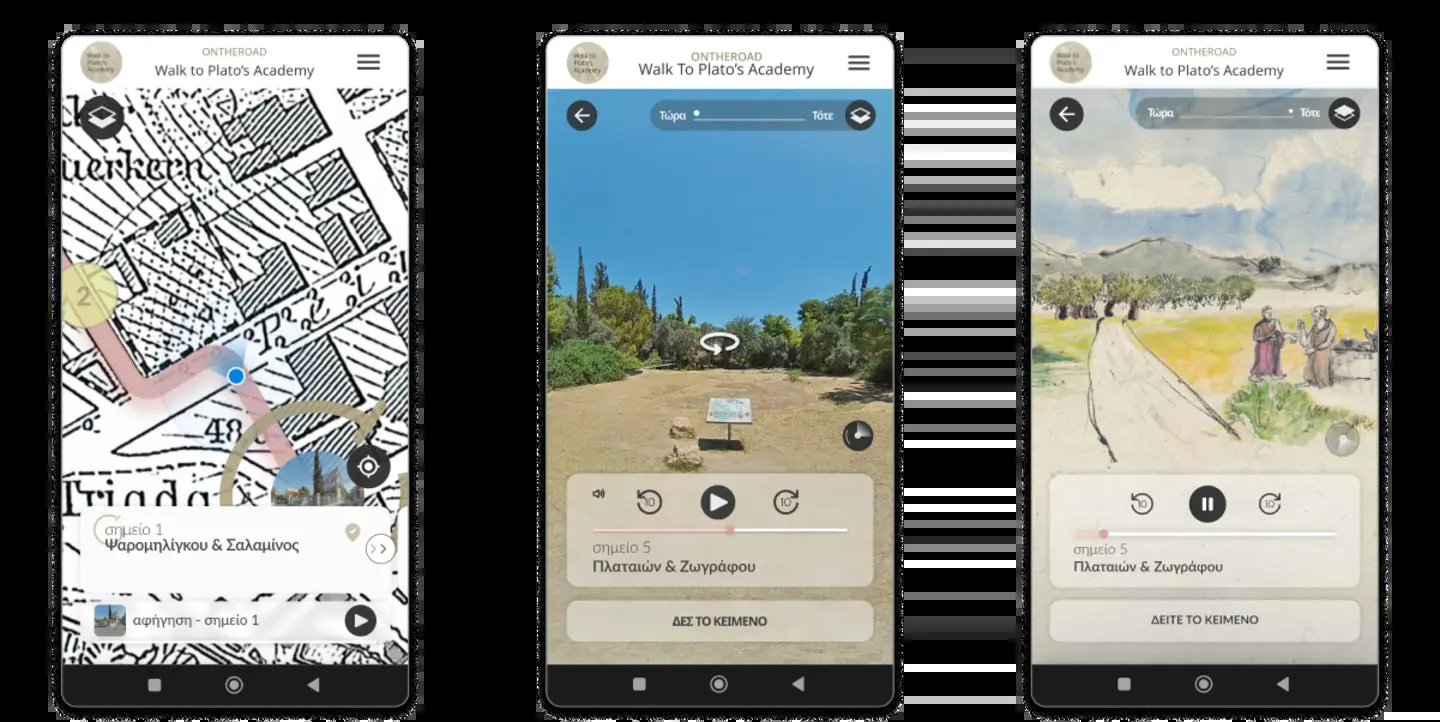 Walk to
Plato's
Academy
ONTHEROAD
Walk to Plato's Academy
uerkern
2
48
Triada
σημείο 1
Ψαρομηλίγκου & Σαλαμίνος
αφήγηση - σημείο 1
Walk to
Plato's
Academy
ONTHEROAD
Walk To Plato's Academy
Τώρα
Τότε
10
10
σημείο 5
Πλαταιών & Ζωγράφου
ΔΕΣ ΤΟ ΚΕΙΜΕΝΟ
Walk to
Plato's
Academy
ONTHEROAD
Walk to Plato's Academy
Τώρα
Τότε
10
10
σημείο 5
Πλαταιών & Ζωγράφου
ΔΕΙΤΕ ΤΟ ΚΕΙΜΕΝΟ